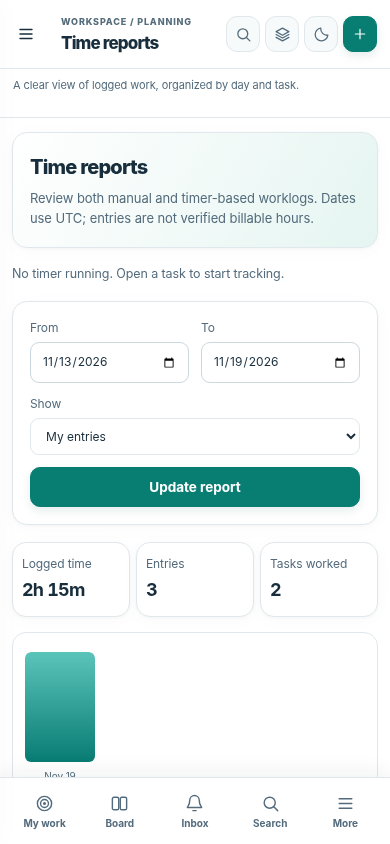 WORKSPACE / PLANNING
Time reports
A clear view of logged work, organized by day and task.
Time reports
Review both manual and timer-based worklogs. Dates
use UTC; entries are not verified billable hours.
No timer running. Open a task to start tracking.
From
To
11/13/2026
11/19/2026
Show
My entries
Update report
Logged time
Entries
Tasks worked
2h 15m
3
2
Nov 19
My work
Board
Inbox
Search
More